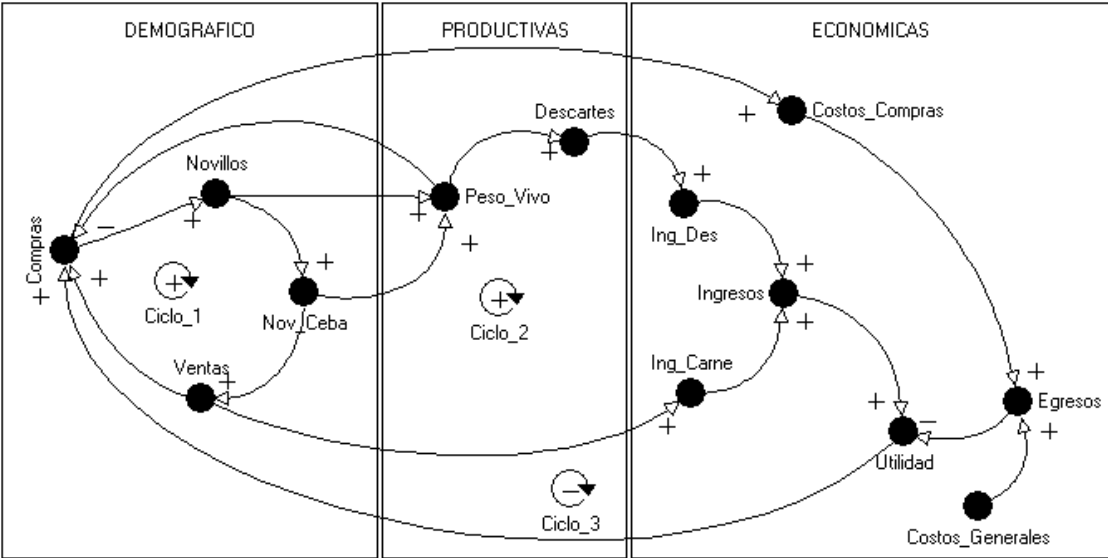 DEMOGRAFICO
PRODUCTIVAS
ECONOMICAS
Descartes
+
+
Costos_Compras
Novillos
+
Peso_Vivo
+
+
−
+
Ing_Des
Compras
+
+
+
+
+
Ciclo_1
Nov_Ceba
+
Ciclo_2
Ingresos
+
+
Ventas
+
Ing_Carne
+
+
+
−
Egresos
+
Utilidad
−
Ciclo_3
Costos_Generales